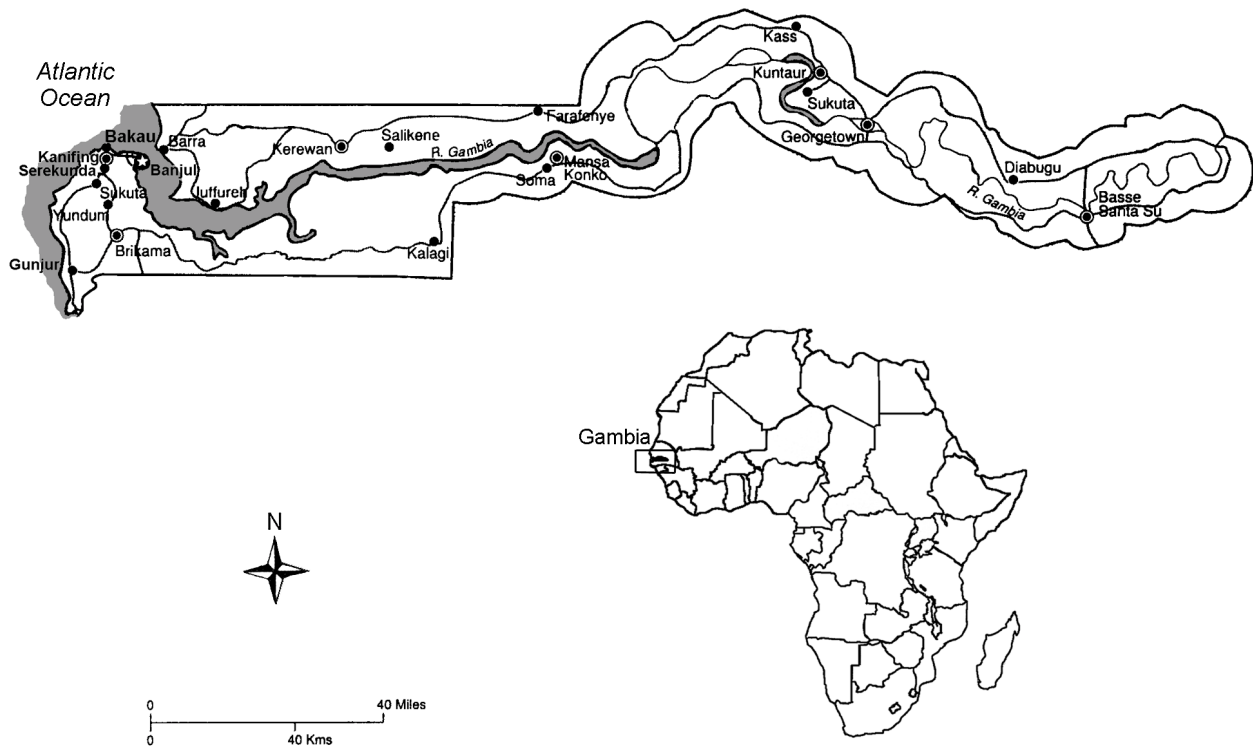 Atlantic
Ocean
Bakau
Kanifing
Serekunda
Banjul
Barra
Sukuta
Yundum
Brikama
Gunjur
Juffureh
Kerewan
Salikene
R. Gambia
Farafenye
Soma
Mansa
Konko
Kalagi
Kass
Kuntaur
Sukuta
Georgetown
Diabugu
R. Gambia
Basse
Santa Su
Gambia
N
0 40 Miles
0 40 Kms